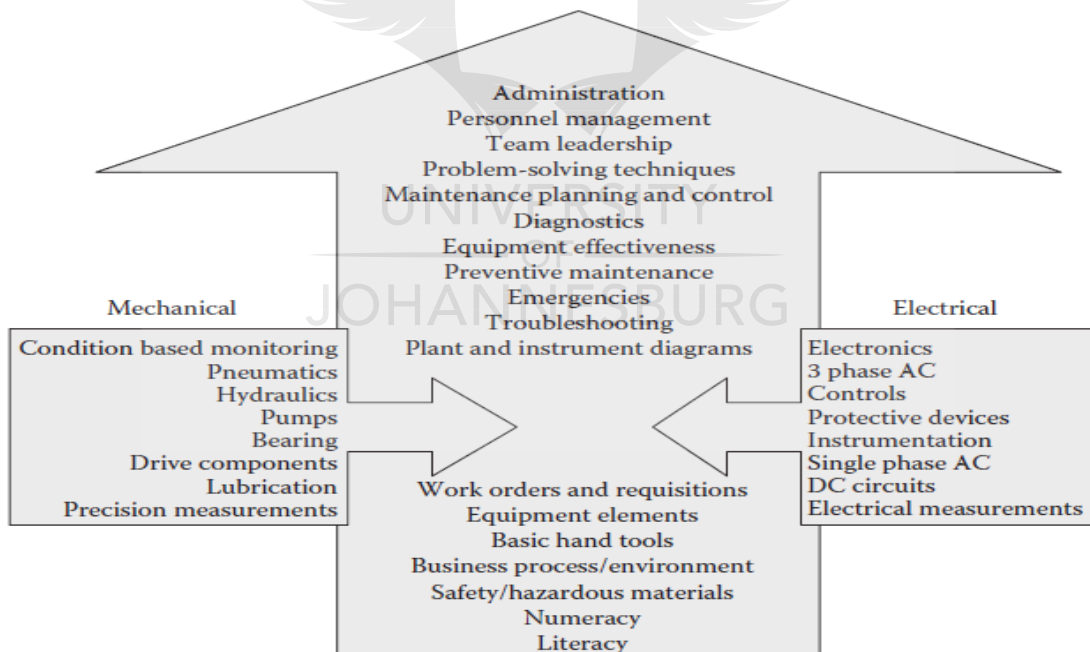 Administration
Personnel management
Team leadership
Problem-solving techniques
Maintenance planning and control
Diagnostics
Equipment effectiveness
Preventive maintenance
Emergencies
Troubleshooting
Plant and instrument diagrams
UNIVERSITY
OF
JOHANNESBURG
Mechanical
Condition based monitoring
Pneumatics
Hydraulics
Pumps
Bearing
Drive components
Lubrication
Precision measurements
Electrical
Electronics
3 phase AC
Controls
Protective devices
Instrumentation
Single phase AC
DC circuits
Electrical measurements
Work orders and requisitions
Equipment elements
Basic hand tools
Business process/environment
Safety/hazardous materials
Numeracy
Literacy